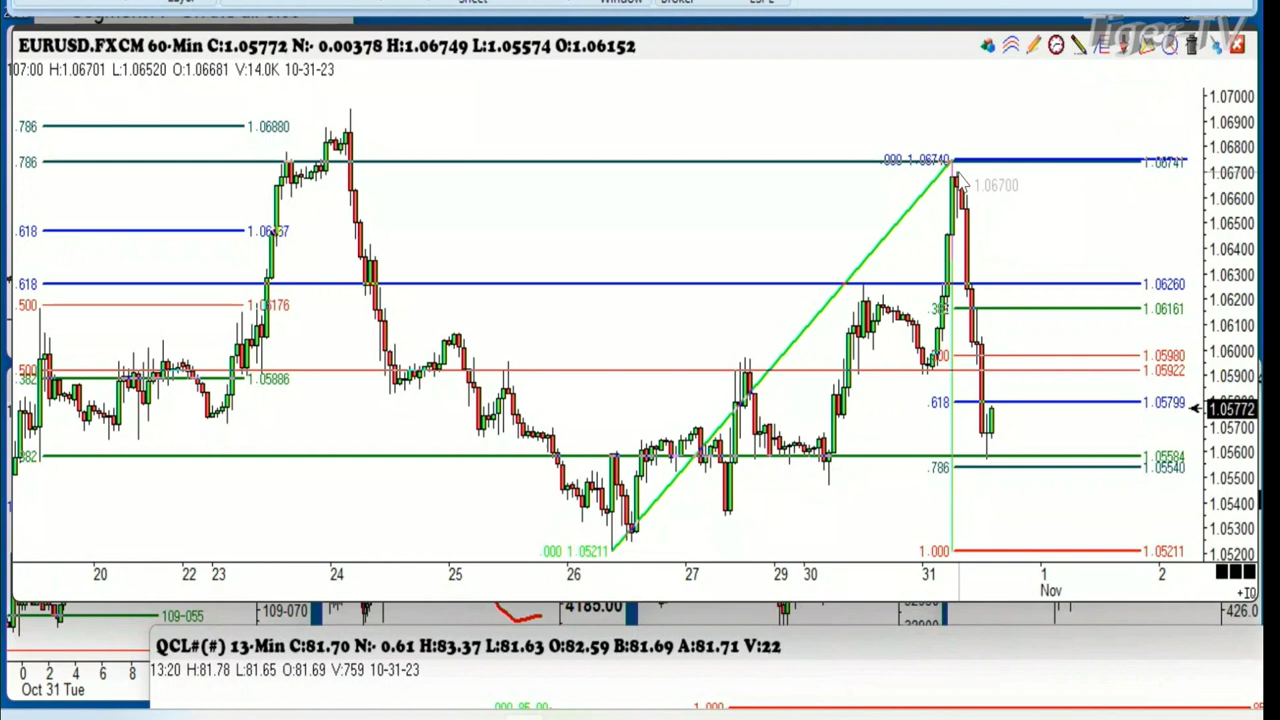 Window
Tiger-TV
EURUSD.FXCM 60-Min C:1.05772 N:- 0.00378 H:1.06749 L:1.05574 O:1.06152
107:00 H:1.06701 L:1.06520 O:1.06681 V:14.0K 10-31-23
1.07000
.786 1.06880
1.06900
.786 .000 1.06740 1.06741
1.06800
1.06700
1.06700
1.06600
.618
1.06500
1.06400
1.06300
.618 1.06260
1.06200
.500 1.06176
1.06161
1.06100
1.06000
1.05980
.500 1.05922
.382 1.05886
1.05900
.618 1.05799
1.05772
1.05700
1.05600
.382 1.05584
.786 1.05540
1.05500
1.05400
1.05300
.000 1.05211 1.000 1.05211
1.05200
20 22 23 24 25 26 27 29 30 31 1 2
Nov
+10
109-055 109-070 4185.00 426.0
QCL#(#) 13-Min C:81.70 N:- 0.61 H:83.37 L:81.63 O:82.59 B:81.69 A:81.71 V:22
13:20 H:81.78 L:81.65 O:81.69 V:759 10-31-23
0 2 4 6 8
Oct 31 Tue
1.000